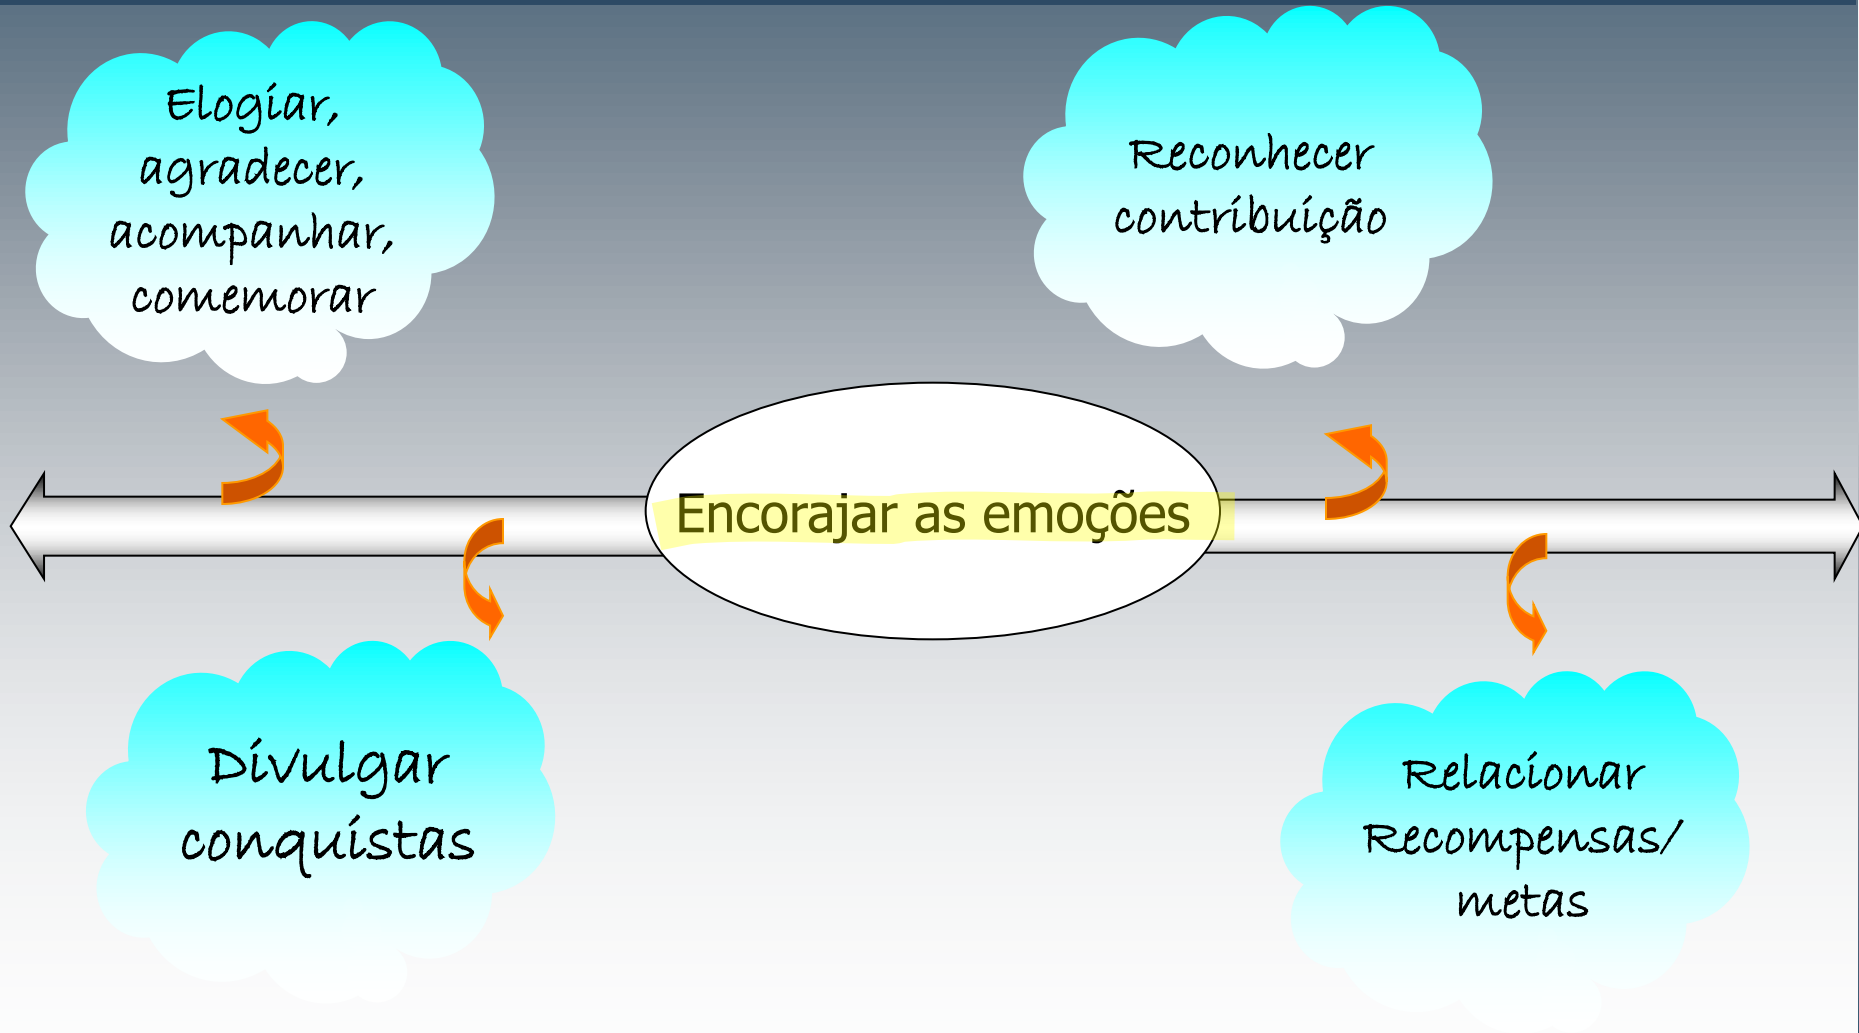 Elogiar,
agradecer,
acompanhar,
comemorar
Reconhecer
contribuição
Encorajar as emoções
Divulgar
conquistas
Relacionar
Recompensas/
metas